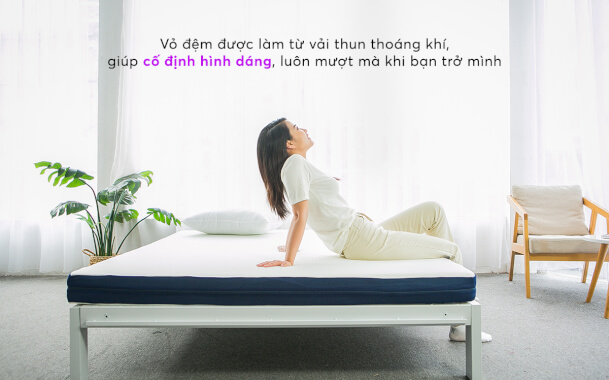 Vỏ đệm được làm từ vải thun thoáng khí,
giúp cố định hình dáng, luôn mượt mà khi bạn trở mình